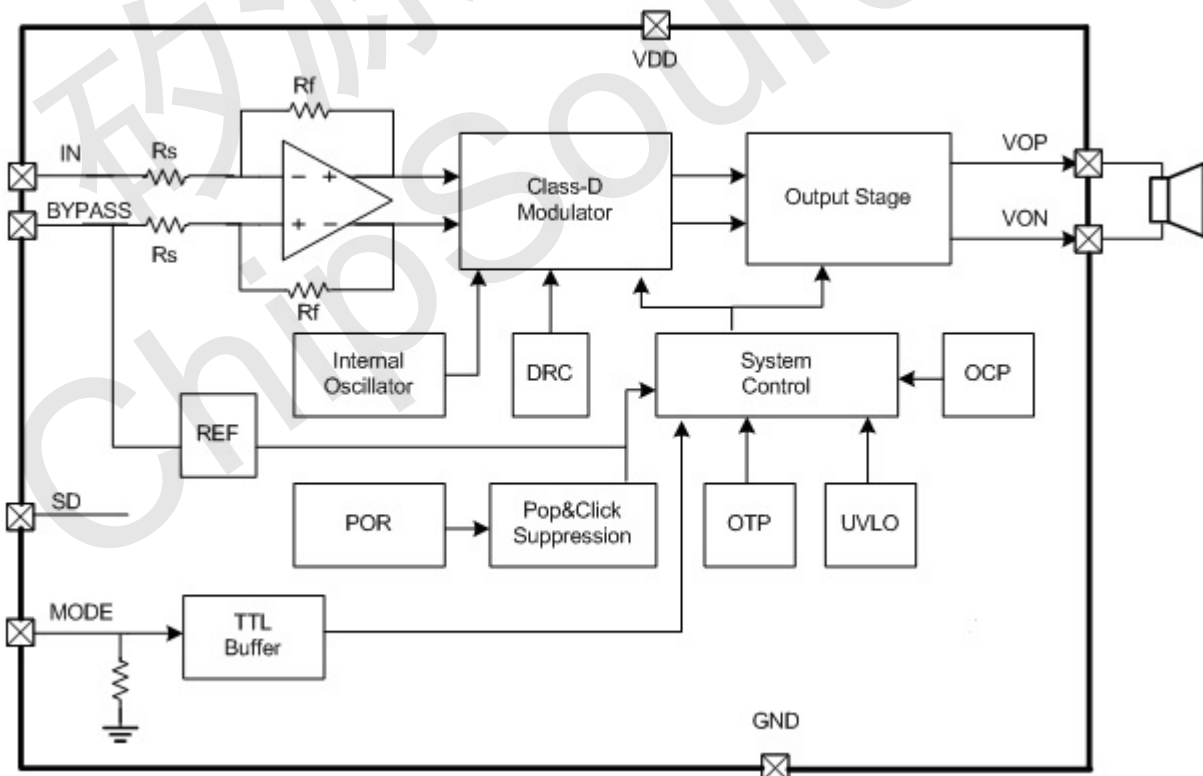 矽源
ChipSour
VDD
Rf
IN
Rs
BYPASS
Rs
Rf
Class-D
Modulator
Output Stage
VOP
VON
Internal
Oscillator
DRC
System
Control
OCP
REF
SD
POR
Pop&Click
Suppression
OTP
UVLO
MODE
TTL
Buffer
GND
− +
+ −